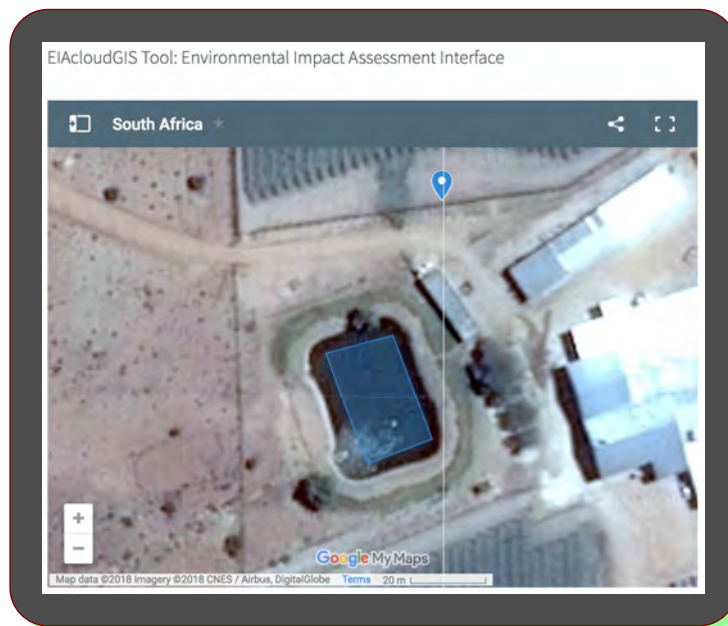 EIAcloudGIS Tool: Environmental Impact Assessment Interface
South Africa
+
−
Google My Maps
Map data ©2018 Imagery ©2018 CNES / Airbus, DigitalGlobe Terms 20 m